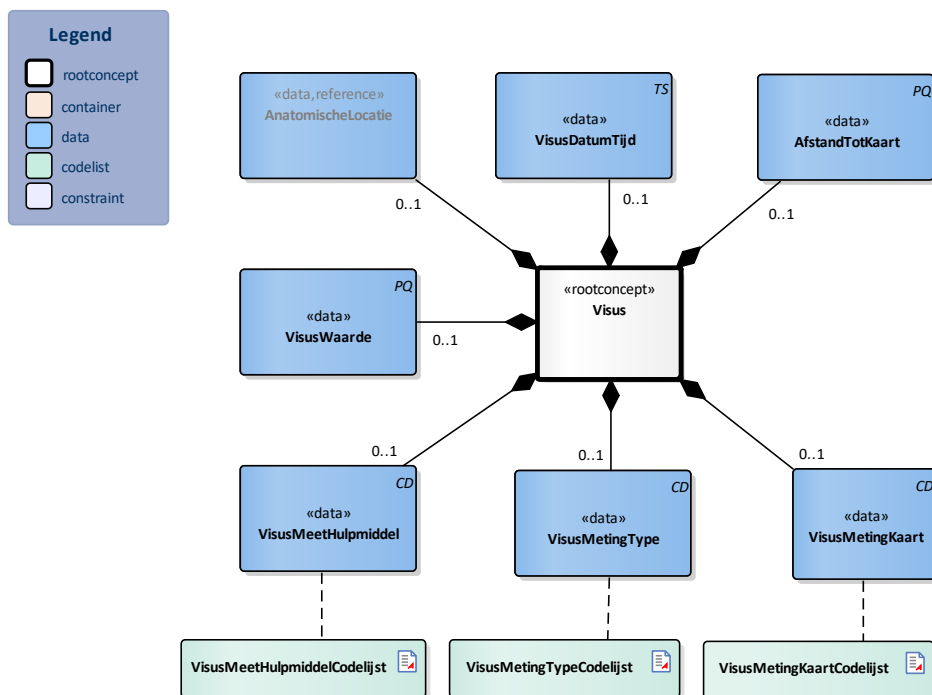 Legend
rootconcept
container
data
codelist
constraint
«data,reference»
AnatomischeLocatie
TS
«data»
VisusDatumTijd
PQ
«data»
AfstandTotKaart
0..1
0..1
0..1
PQ
«data»
VisusWaarde
0..1
«rootconcept»
Visus
0..1
0..1
0..1
CD
«data»
VisusMeetHulpmiddel
CD
«data»
VisusMetingType
CD
«data»
VisusMetingKaart
VisusMeetHulpmiddelCodelijst
VisusMetingTypeCodelijst
VisusMetingKaartCodelijst